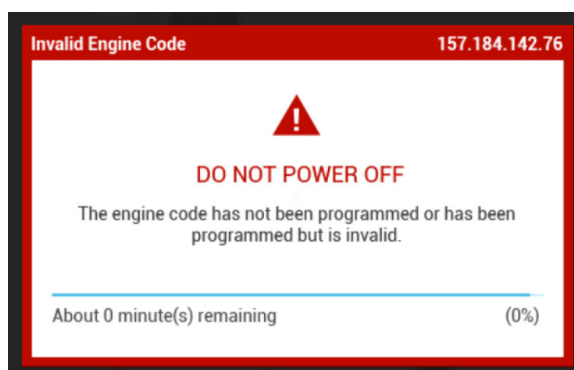 Invalid Engine Code 157.184.142.76
!
DO NOT POWER OFF
The engine code has not been programmed or has been
programmed but is invalid.
About 0 minute(s) remaining (0%)